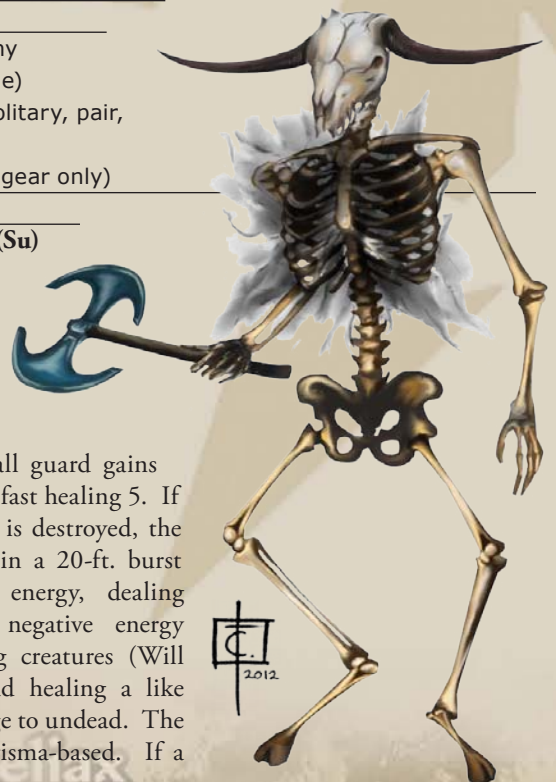 ny
e)
olitary, pair,
gear only)
(Su)
all guard gains
fast healing 5. If
is destroyed, the
in a 20-ft. burst
energy, dealing
negative energy
g creatures (Will
d healing a like
ge to undead. The
isma-based. If a
C.
2012